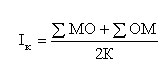 Iк = (∑ МО + ∑ ОМ) / 2К